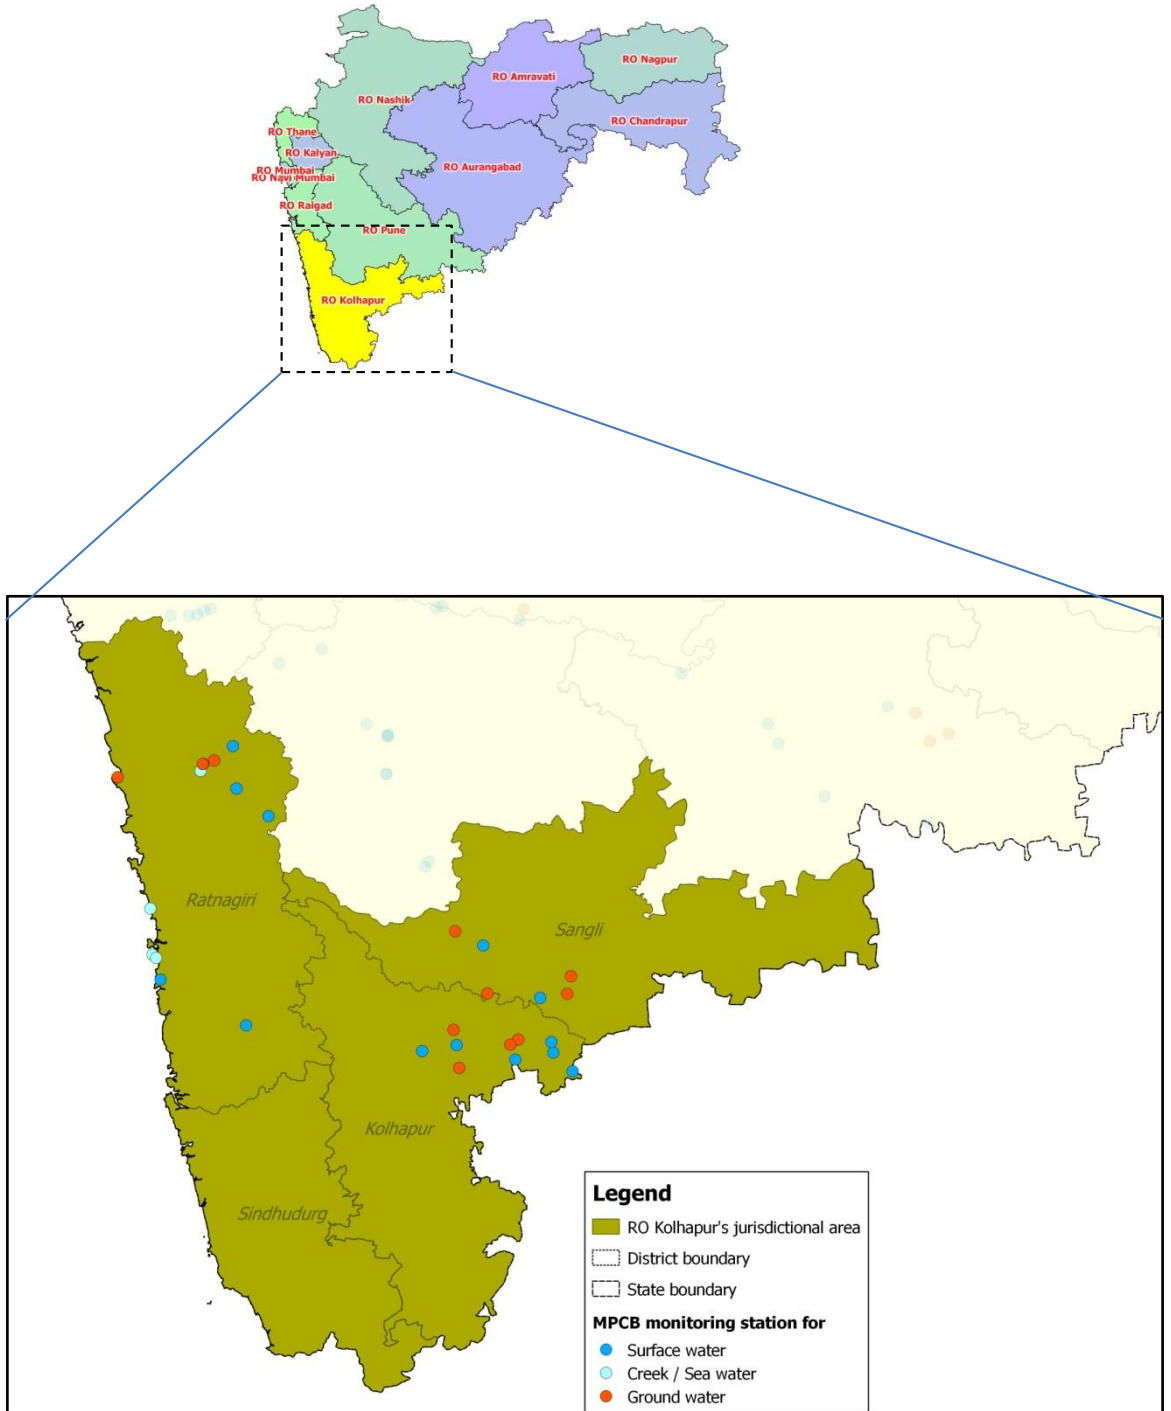 RO Nagpur
RO Amravati
RO Nashik
RO Chandrapur
RO Thane
RO Kalyan
RO Aurangabad
RO Mumbai
RO Navi Mumbai
RO Raigad
RO Pune
RO Kolhapur
Ratnagiri
Sangli
Kolhapur
Sindhudurg
Legend
RO Kolhapur's jurisdictional area
District boundary
State boundary
MPCB monitoring station for
Surface water
Creek / Sea water
Ground water